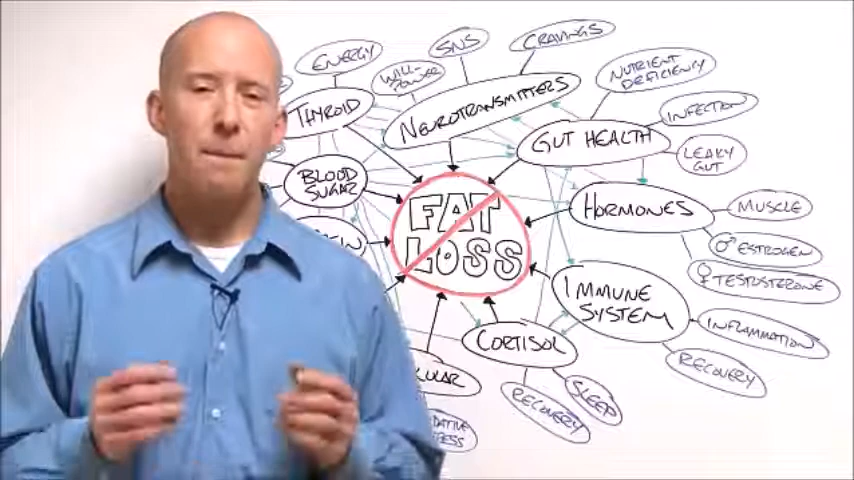 ENERGY
WILL-
POWER
SNS
CRAVINGS
NUTRIENT
DEFICIENCY
THYROID
NEUROTRANSMITTERS
INFECTION
GUT HEALTH
LEAKY
GUT
BLOOD
SUGAR
FAT
LOSS
HORMONES
MUSCLE
♂ ESTROGEN
♀ TESTOSTERONE
IMMUNE
SYSTEM
INFLAMMATION
RECOVERY
CORTISOL
SLEEP
RECOVERY